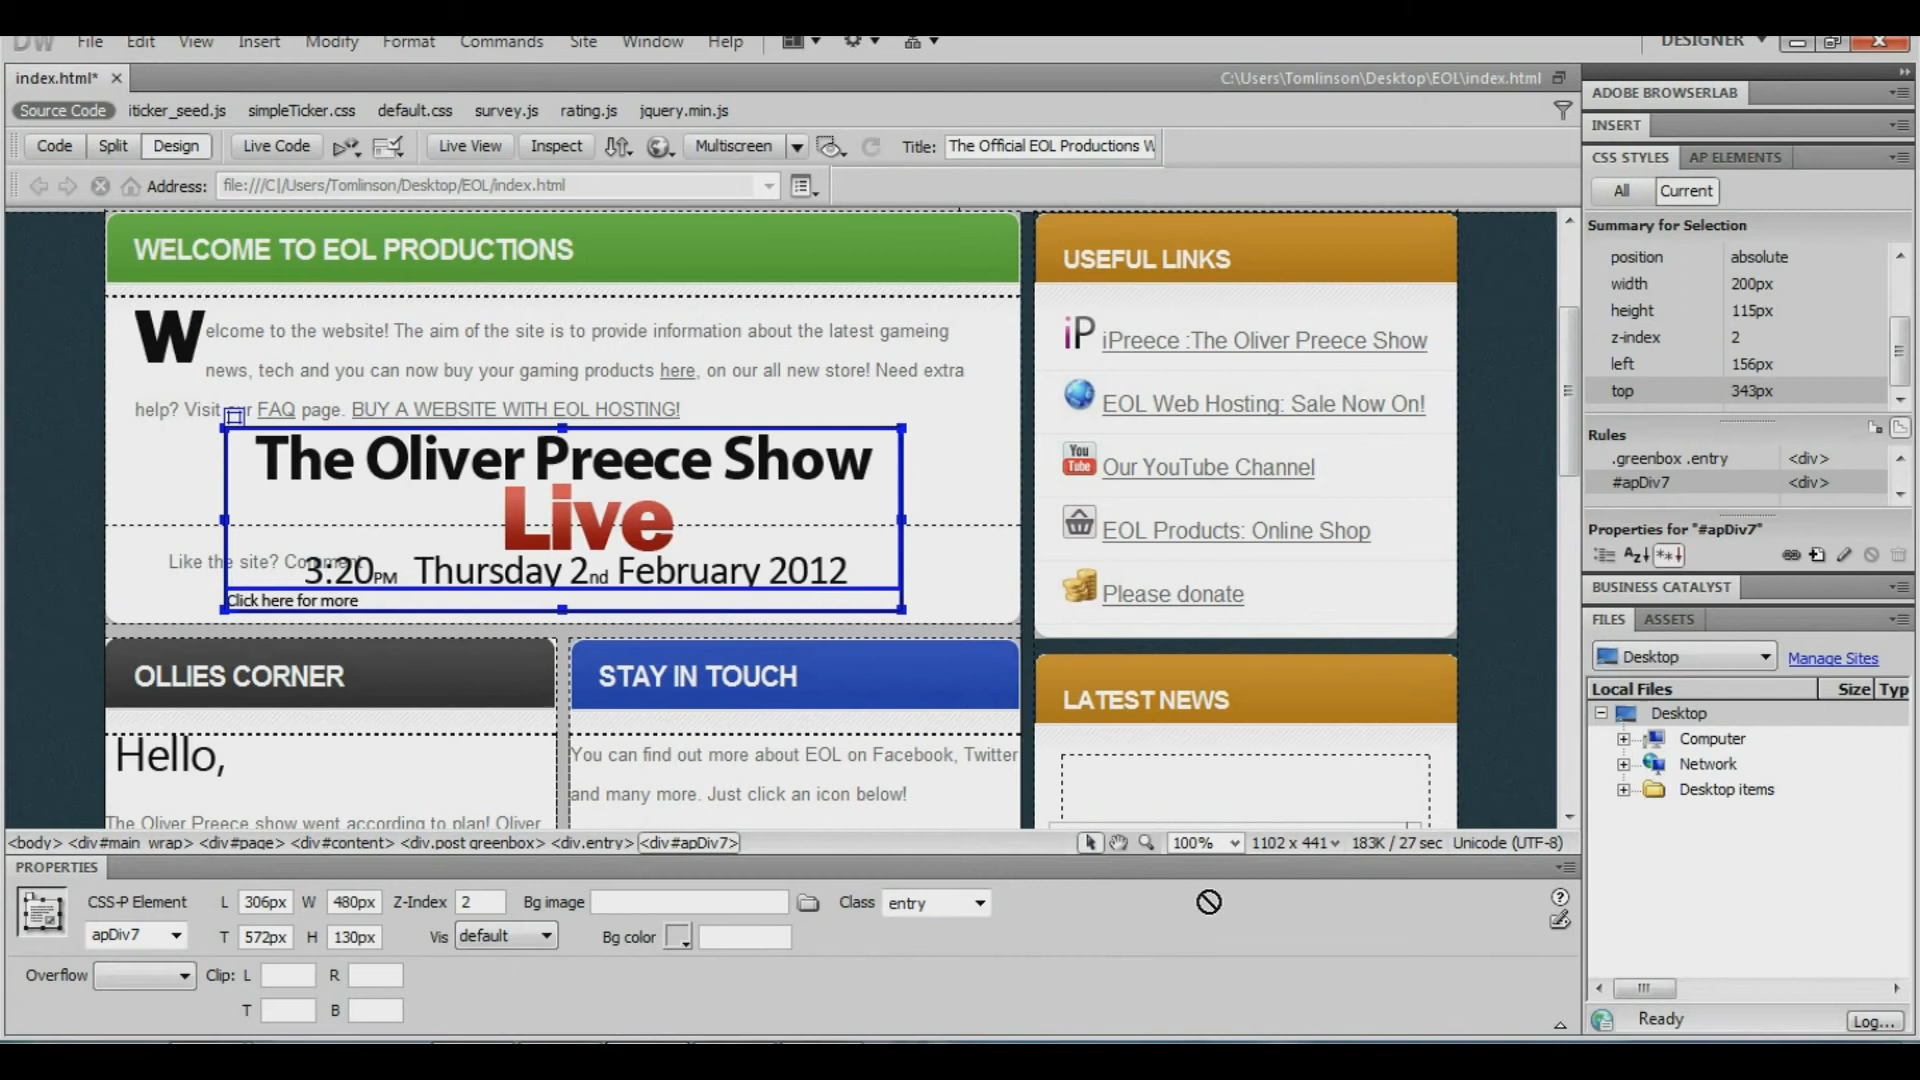 DW File Edit View Insert Modify Format Commands Site Window Help DESIGNER
index.html* C:\Users\Tomlinson\Desktop\EOL\index.html
Source Code iticker_seed.js simpleTicker.css default.css survey.js rating.js jquery.min.js
Code Split Design Live Code Live View Inspect Multiscreen Title: The Official EOL Productions W
Address: file:///C|/Users/Tomlinson/Desktop/EOL/index.html
WELCOME TO EOL PRODUCTIONS
Welcome to the website! The aim of the site is to provide information about the latest gameing
news, tech and you can now buy your gaming products here, on our all new store! Need extra
help? Visit our FAQ page. BUY A WEBSITE WITH EOL HOSTING!
The Oliver Preece Show
Live
Like the site? Comment
3:20PM Thursday 2nd February 2012
Click here for more
USEFUL LINKS
iP iPreece :The Oliver Preece Show
EOL Web Hosting: Sale Now On!
You Tube Our YouTube Channel
EOL Products: Online Shop
Please donate
OLLIES CORNER
Hello,
The Oliver Preece show went according to plan! Oliver
STAY IN TOUCH
You can find out more about EOL on Facebook, Twitter
and many more. Just click an icon below!
LATEST NEWS
<body> <div#main_wrap> <div#page> <div#content> <div.post greenbox> <div.entry> <div#apDiv7> 100% 1102 x 441 183K / 27 sec Unicode (UTF-8)
PROPERTIES
CSS-P Element L 306px W 480px Z-Index 2 Bg image Class entry
apDiv7 T 572px H 130px Vis default Bg color
Overflow Clip: L R
T B
ADOBE BROWSERLAB
INSERT
CSS STYLES AP ELEMENTS
All Current
Summary for Selection
position absolute
width 200px
height 115px
z-index 2
left 156px
top 343px
Rules
.greenbox .entry <div>
#apDiv7 <div>
Properties for "#apDiv7"
BUSINESS CATALYST
FILES ASSETS
Desktop Manage Sites
Local Files Size Typ
Desktop
Computer
Network
Desktop items
Ready Log...